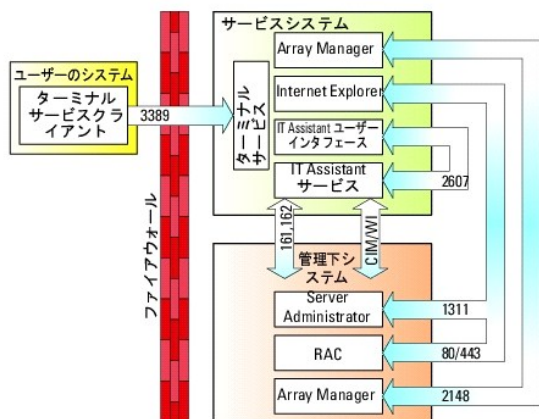 サービスシステム
Array Manager
ユーザーのシステム
ターミナル
サービスクラ
イアント
3389
ターミナル
サービス
Internet Explorer
IT Assistant ユーザー
インタフェース
IT Assistant
サービス
2607
ファイアウォール
161,162
CIM/WI
管理下シ
ステム
Server
Administrator
1311
RAC
80/443
Array Manager
2148